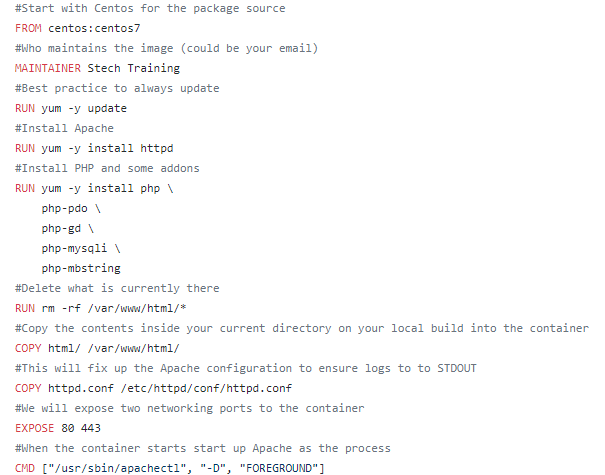 #Start with Centos for the package source
FROM centos:centos7
#Who maintains the image (could be your email)
MAINTAINER Stech Training
#Best practice to always update
RUN yum -y update
#Install Apache
RUN yum -y install httpd
#Install PHP and some addons
RUN yum -y install php \
    php-pdo \
    php-gd \
    php-mysqli \
    php-mbstring
#Delete what is currently there
RUN rm -rf /var/www/html/*
#Copy the contents inside your current directory on your local build into the container
COPY html/ /var/www/html/
#This will fix up the Apache configuration to ensure logs to to STDOUT
COPY httpd.conf /etc/httpd/conf/httpd.conf
#We will expose two networking ports to the container
EXPOSE 80 443
#When the container starts start up Apache as the process
CMD ["/usr/sbin/apachectl", "-D", "FOREGROUND"]